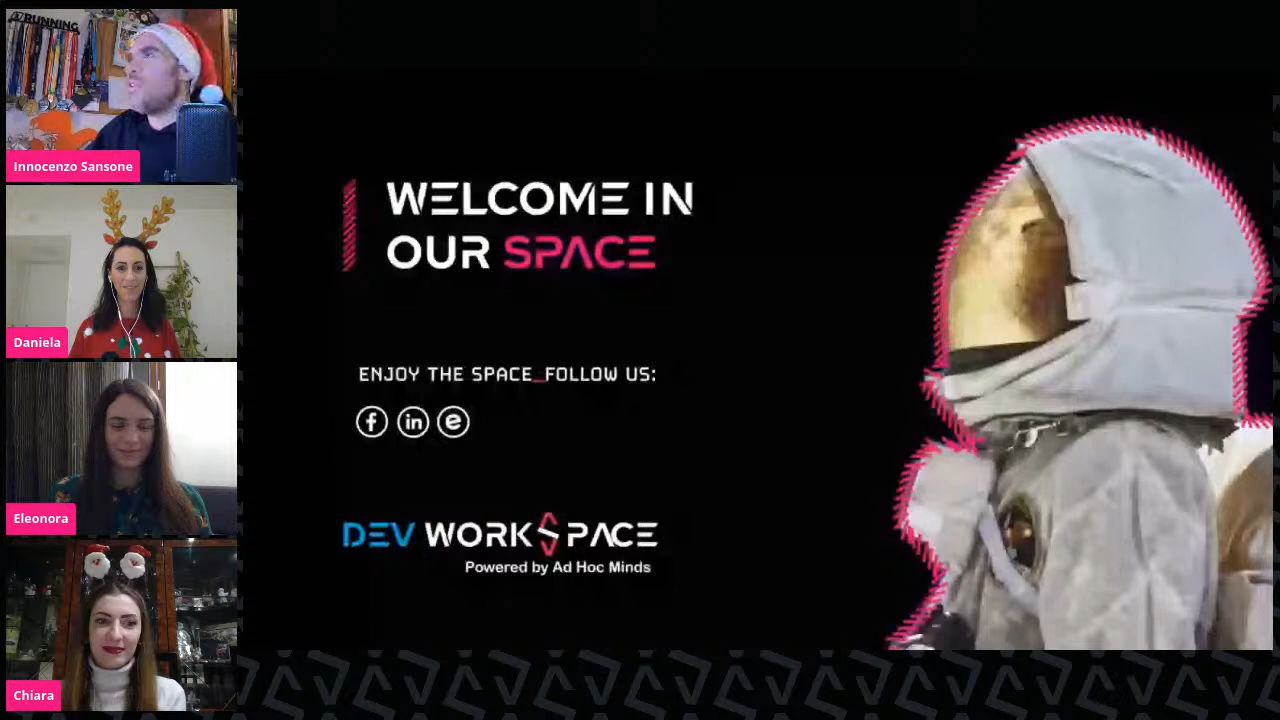 RUNNING
Innocenzo Sansone
Daniela
Eleonora
Chiara
WELCOME IN
OUR SPACE
ENJOY THE SPACE_FOLLOW US:
f in e
DEV WORKSPACE
Powered by Ad Hoc Minds